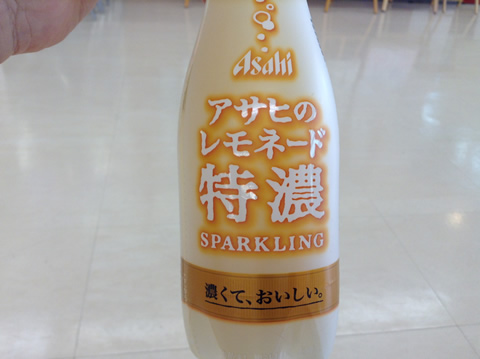 Asahi
アサヒの
レモネード
特濃
SPARKLING
濃くて、おいしい。